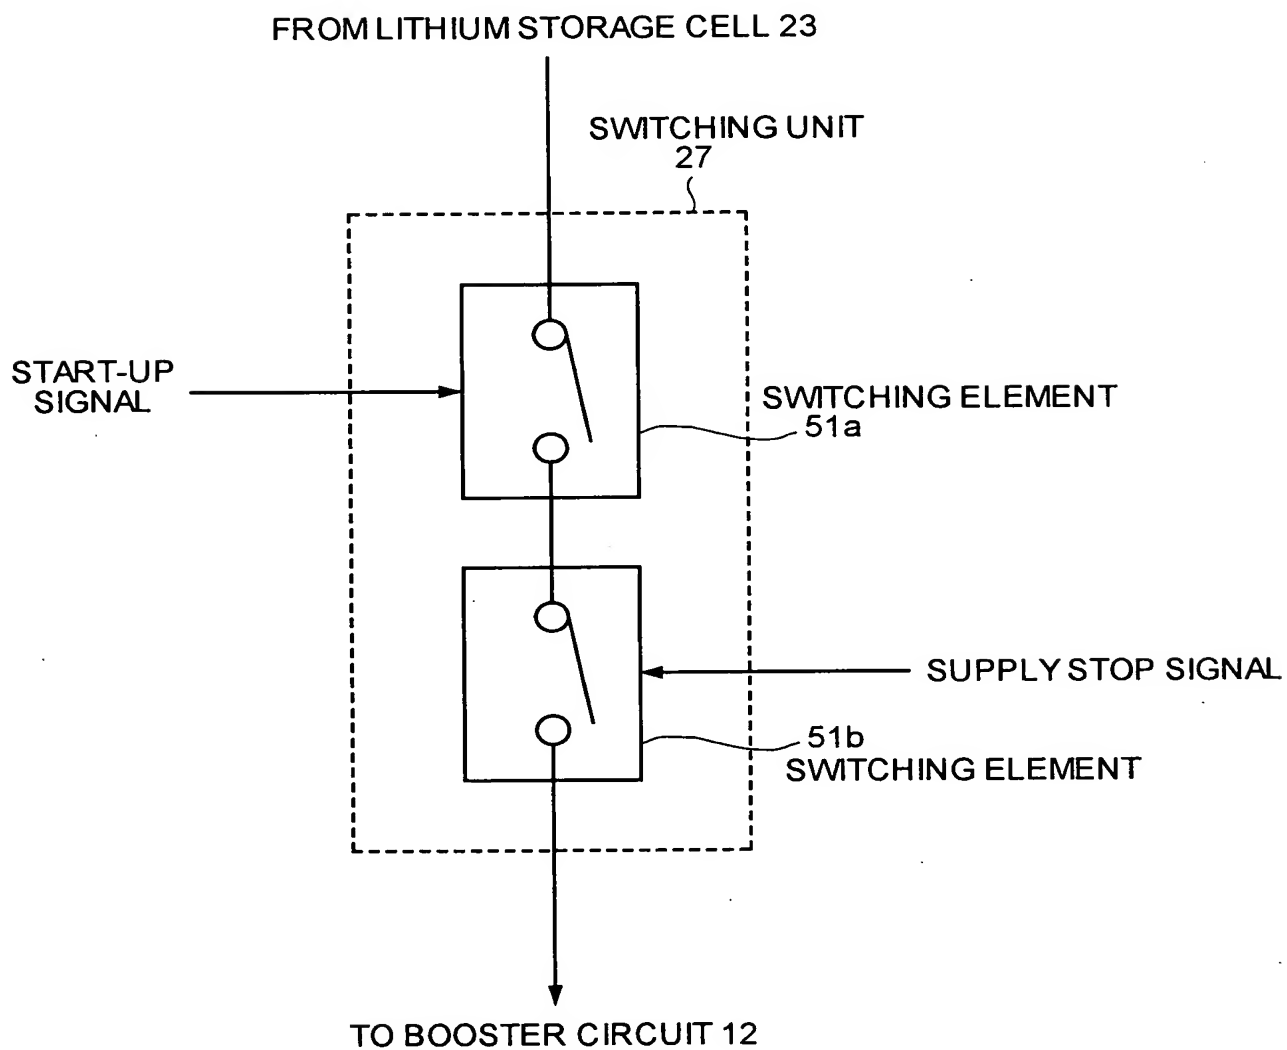 FROM LITHIUM STORAGE CELL 23
SWITCHING UNIT
27
START-UP
SIGNAL
SWITCHING ELEMENT
51a
SUPPLY STOP SIGNAL
51b
SWITCHING ELEMENT
TO BOOSTER CIRCUIT 12